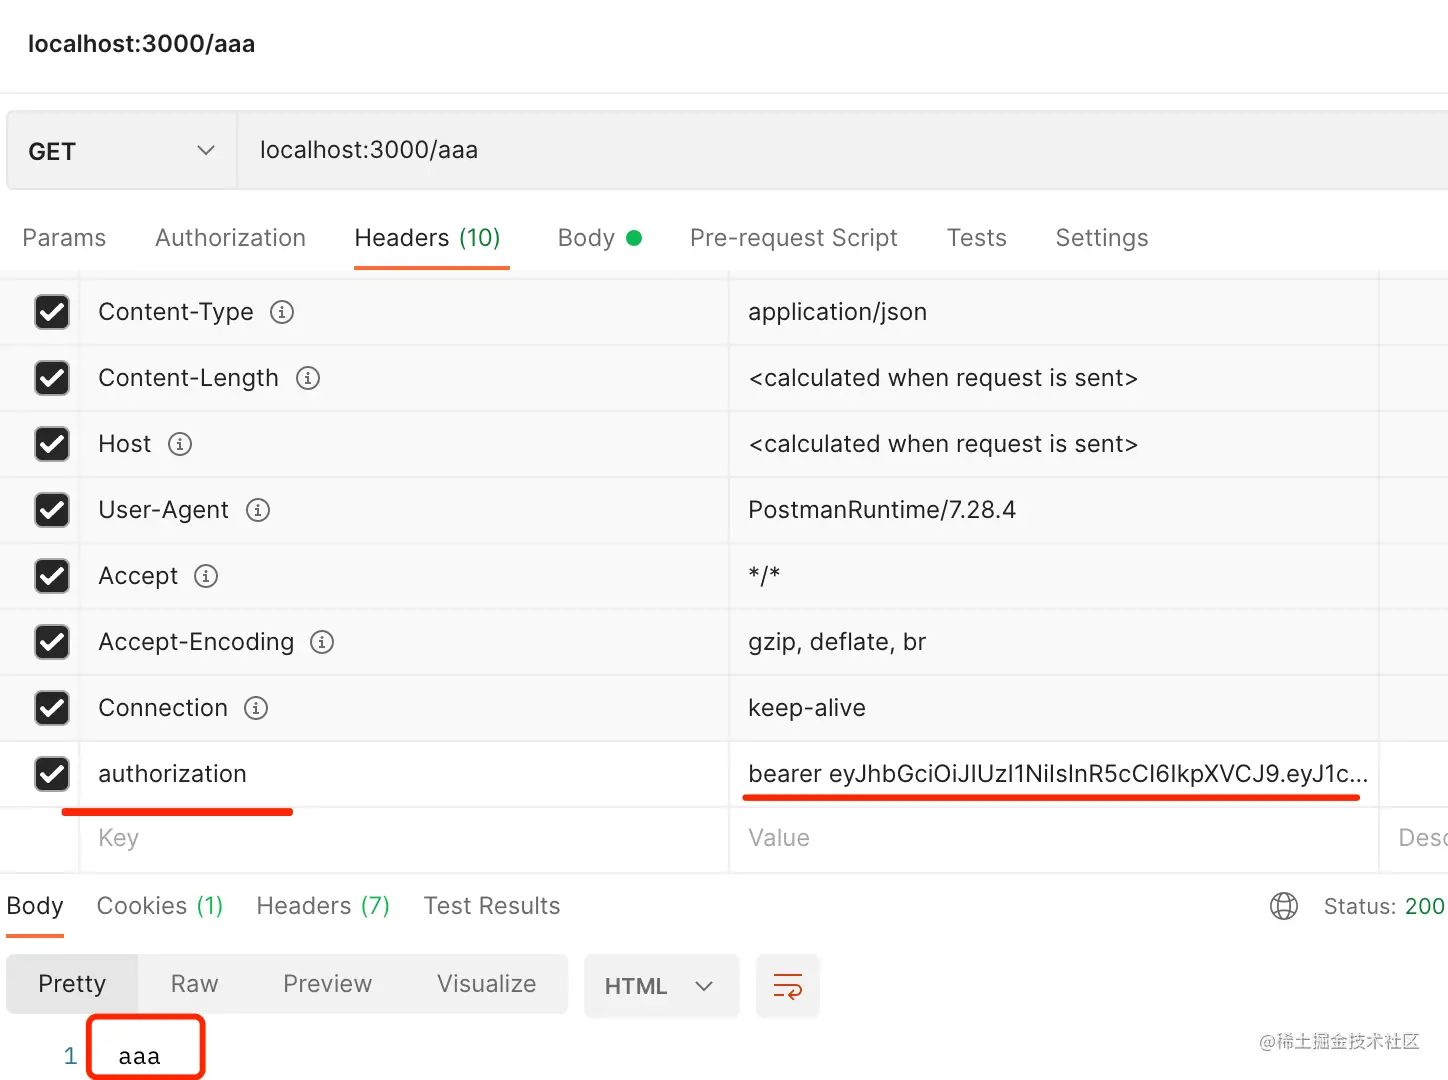 localhost:3000/aaa
GET localhost:3000/aaa
Params Authorization Headers (10) Body Pre-request Script Tests Settings
Content-Type application/json
Content-Length <calculated when request is sent>
Host <calculated when request is sent>
User-Agent PostmanRuntime/7.28.4
Accept */*
Accept-Encoding gzip, deflate, br
Connection keep-alive
authorization bearer eyJhbGciOiJIUzI1NiIsInR5cCI6IkpXVCJ9.eyJ1c...
Key Value Desc
Body Cookies (1) Headers (7) Test Results Status: 200
Pretty Raw Preview Visualize HTML
1 aaa
@稀土掘金技术社区